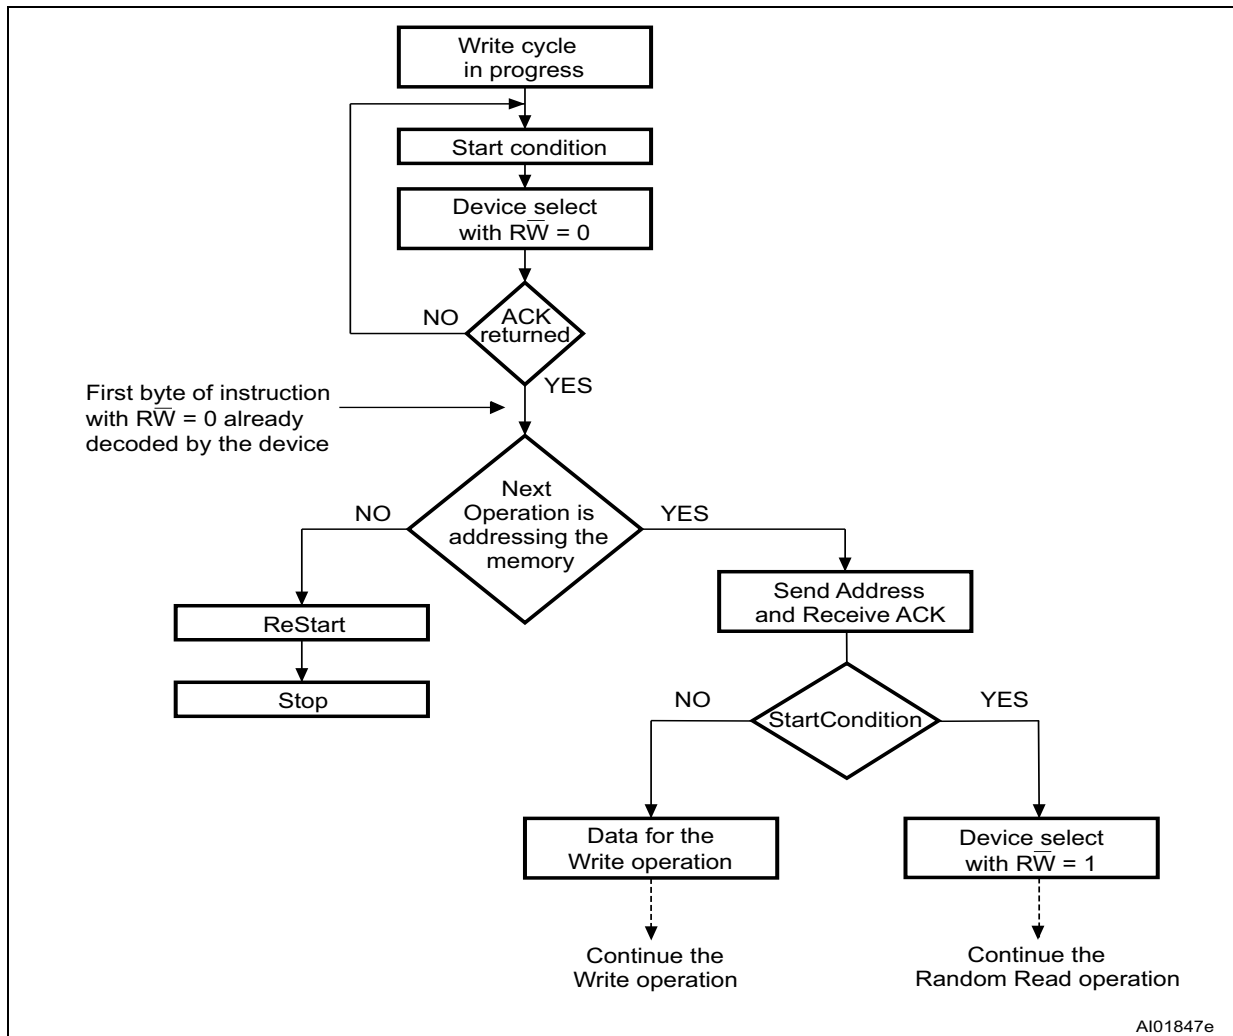 Write cycle
in progress
Start condition
Device select
with RW̅ = 0
ACK
returned
NO
YES
First byte of instruction
with RW̅ = 0 already
decoded by the device
Next
Operation is
addressing the
memory
NO
YES
ReStart
Stop
Send Address
and Receive ACK
StartCondition
NO
YES
Data for the
Write operation
Device select
with RW̅ = 1
Continue the
Write operation
Continue the
Random Read operation
AI01847e